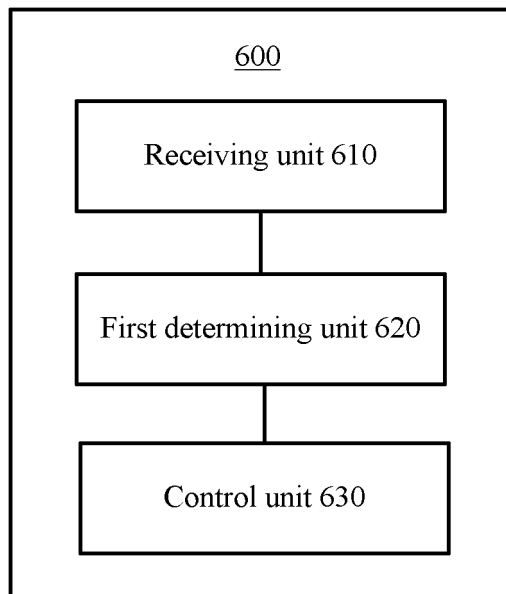 600
Receiving unit 610
First determining unit 620
Control unit 630